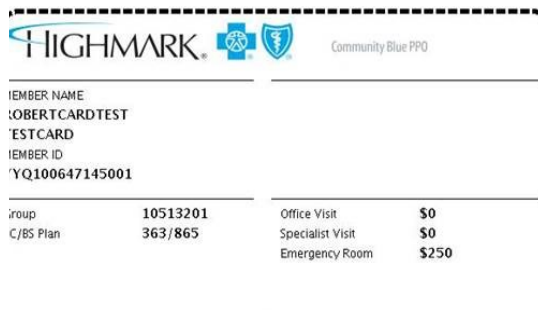 HIGHMARK.
Community Blue PPO
EMBER NAME
OBERTCARDTEST
ESTCARD
EMBER ID
YQ100647145001
roup 10513201
C/BS Plan 363/865
Office Visit $0
Specialist Visit $0
Emergency Room $250